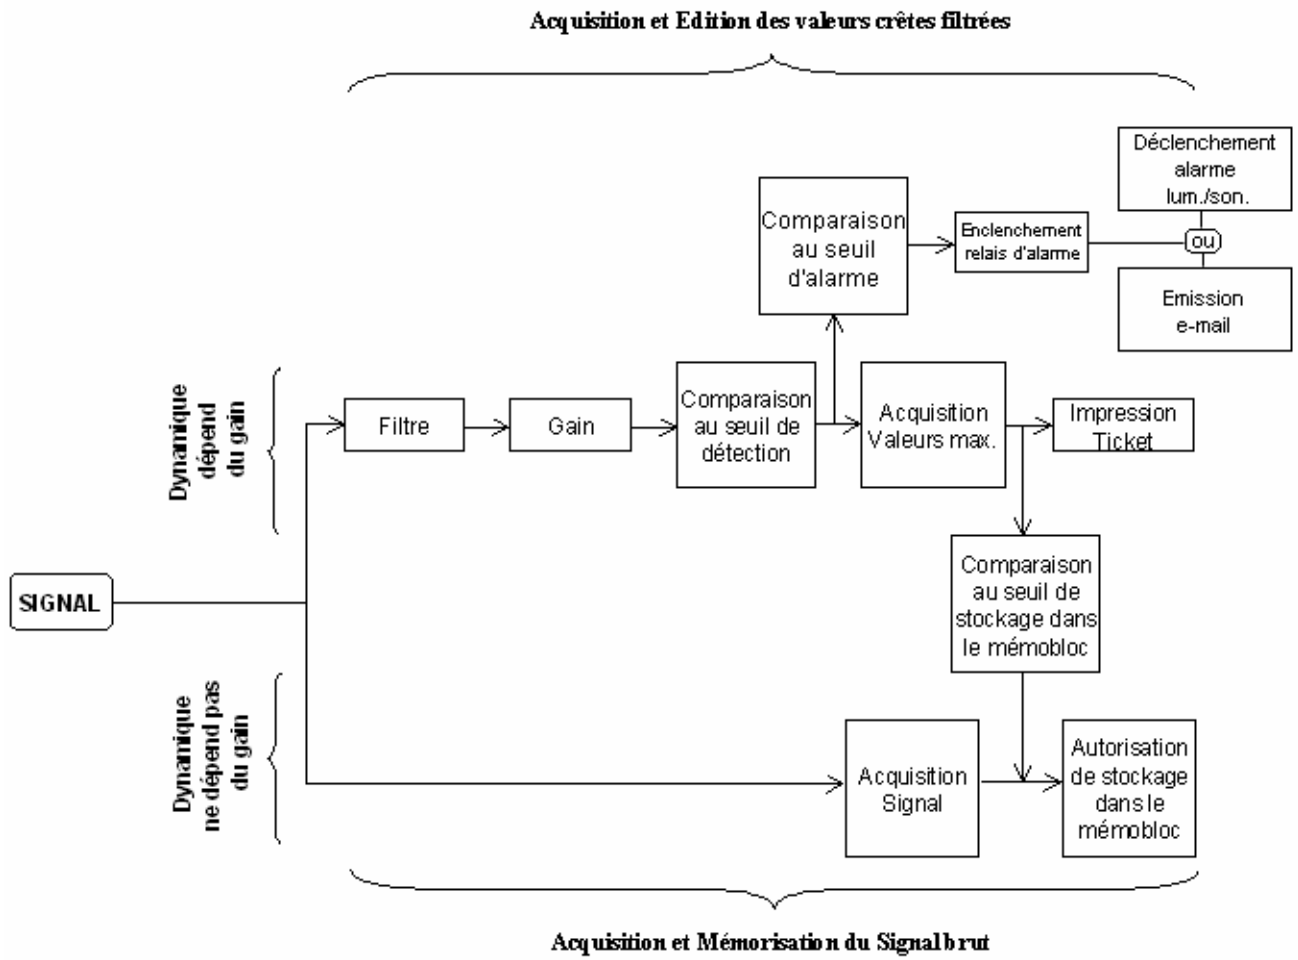 Acquisition et Edition des valeurs crêtes filtrées
Déclenchement
alarme
lum./son.
Comparaison
au seuil
d'alarme
Enclenchement
relais d'alarme
ou
Emission
e-mail
Dynamique
dépend
du gain
Filtre
Gain
Comparaison
au seuil de
détection
Acquisition
Valeurs max.
Impression
Ticket
SIGNAL
Comparaison
au seuil de
stockage dans
le mémobloc
Dynamique
ne dépend pas
du gain
Acquisition
Signal
Autorisation
de stockage
dans le
mémobloc
Acquisition et Mémorisation du Signal brut